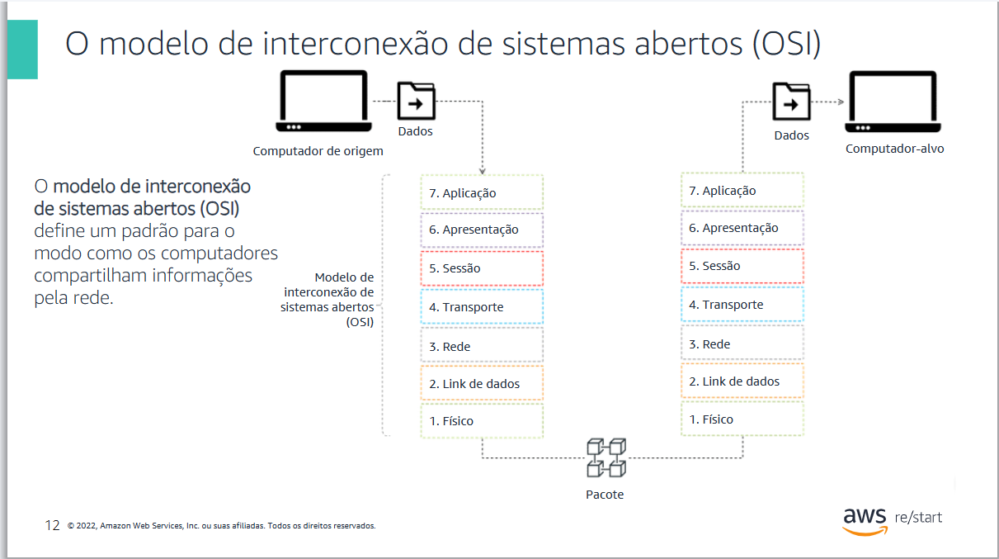 O modelo de interconexão de sistemas abertos (OSI)
Dados
Computador de origem
Dados
Computador-alvo
O modelo de interconexão
de sistemas abertos (OSI)
define um padrão para o
modo como os computadores
compartilham informações
pela rede.
Modelo de
interconexão de
sistemas abertos
(OSI)
7. Aplicação
6. Apresentação
5. Sessão
4. Transporte
3. Rede
2. Link de dados
1. Físico
7. Aplicação
6. Apresentação
5. Sessão
4. Transporte
3. Rede
2. Link de dados
1. Físico
Pacote
12 © 2022, Amazon Web Services, Inc. ou suas afiliadas. Todos os direitos reservados.
aws re/start